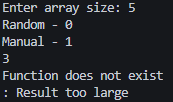 Enter array size: 5
Random - 0
Manual - 1
3
Function does not exist
: Result too large